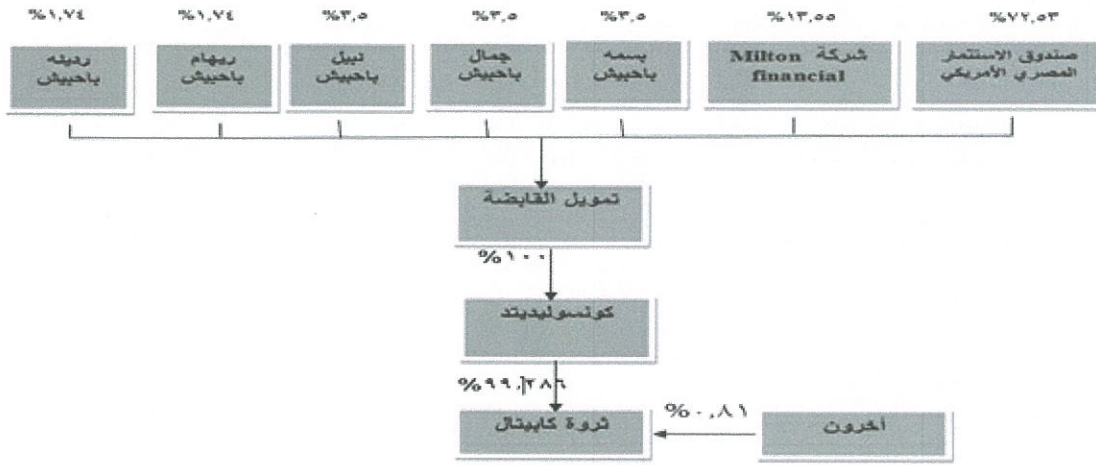 %٧٢,٥٣
%١٣,٥٥
%٣,٥
%٣,٥
%٣,٥
%١,٧٤
%١,٧٤
صندوق الاستثمار
المصري الأمريكي
شركة Milton
financial
بسمه
باحبيش
جمال
باحبيش
نبيل
باحبيش
ريهام
باحبيش
ردينه
باحبيش
تمويل القابضة
%١٠٠
كونسوليديتد
%٩٩,٢٨٦
ثروة كابيتال
%٠,٨١
أخرون